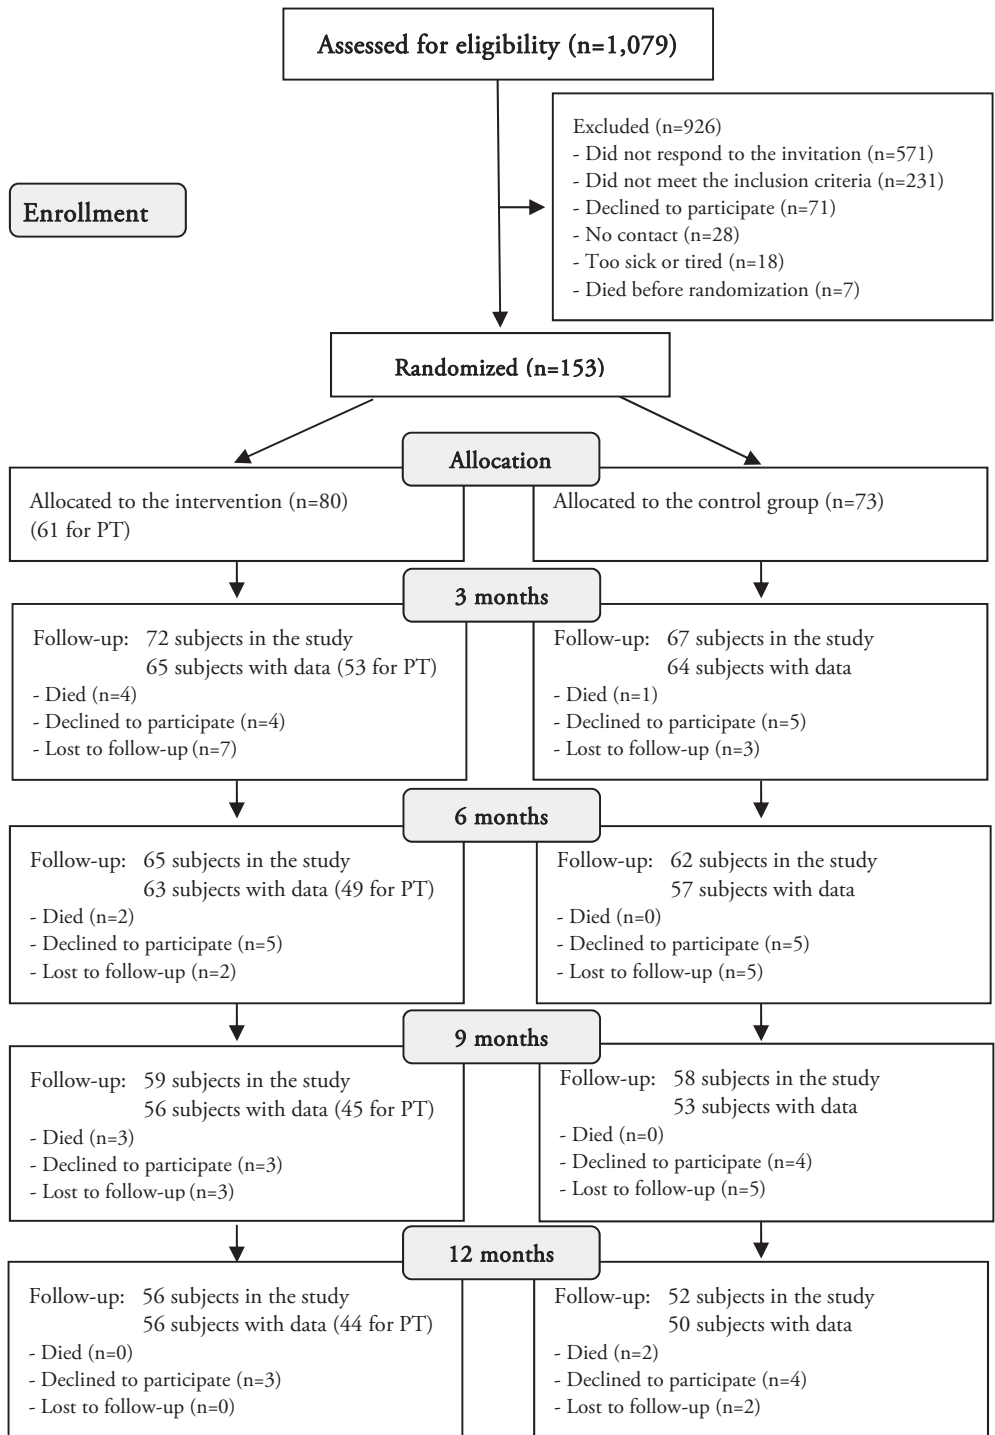 Assessed for eligibility (n=1,079)
Excluded (n=926)
- Did not respond to the invitation (n=571)
- Did not meet the inclusion criteria (n=231)
- Declined to participate (n=71)
- No contact (n=28)
- Too sick or tired (n=18)
- Died before randomization (n=7)
Enrollment
Randomized (n=153)
Allocation
Allocated to the intervention (n=80)
(61 for PT)
Allocated to the control group (n=73)
3 months
Follow-up: 72 subjects in the study
65 subjects with data (53 for PT)
- Died (n=4)
- Declined to participate (n=4)
- Lost to follow-up (n=7)
Follow-up: 67 subjects in the study
64 subjects with data
- Died (n=1)
- Declined to participate (n=5)
- Lost to follow-up (n=3)
6 months
Follow-up: 65 subjects in the study
63 subjects with data (49 for PT)
- Died (n=2)
- Declined to participate (n=5)
- Lost to follow-up (n=2)
Follow-up: 62 subjects in the study
57 subjects with data
- Died (n=0)
- Declined to participate (n=5)
- Lost to follow-up (n=5)
9 months
Follow-up: 59 subjects in the study
56 subjects with data (45 for PT)
- Died (n=3)
- Declined to participate (n=3)
- Lost to follow-up (n=3)
Follow-up: 58 subjects in the study
53 subjects with data
- Died (n=0)
- Declined to participate (n=4)
- Lost to follow-up (n=5)
12 months
Follow-up: 56 subjects in the study
56 subjects with data (44 for PT)
- Died (n=0)
- Declined to participate (n=3)
- Lost to follow-up (n=0)
Follow-up: 52 subjects in the study
50 subjects with data
- Died (n=2)
- Declined to participate (n=4)
- Lost to follow-up (n=2)